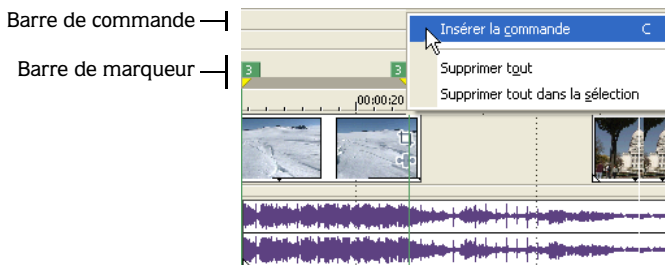 Barre de commande
Insérer la commande C
Barre de marqueur
3 3
Supprimer tout
00:00:20
Supprimer tout dans la sélection